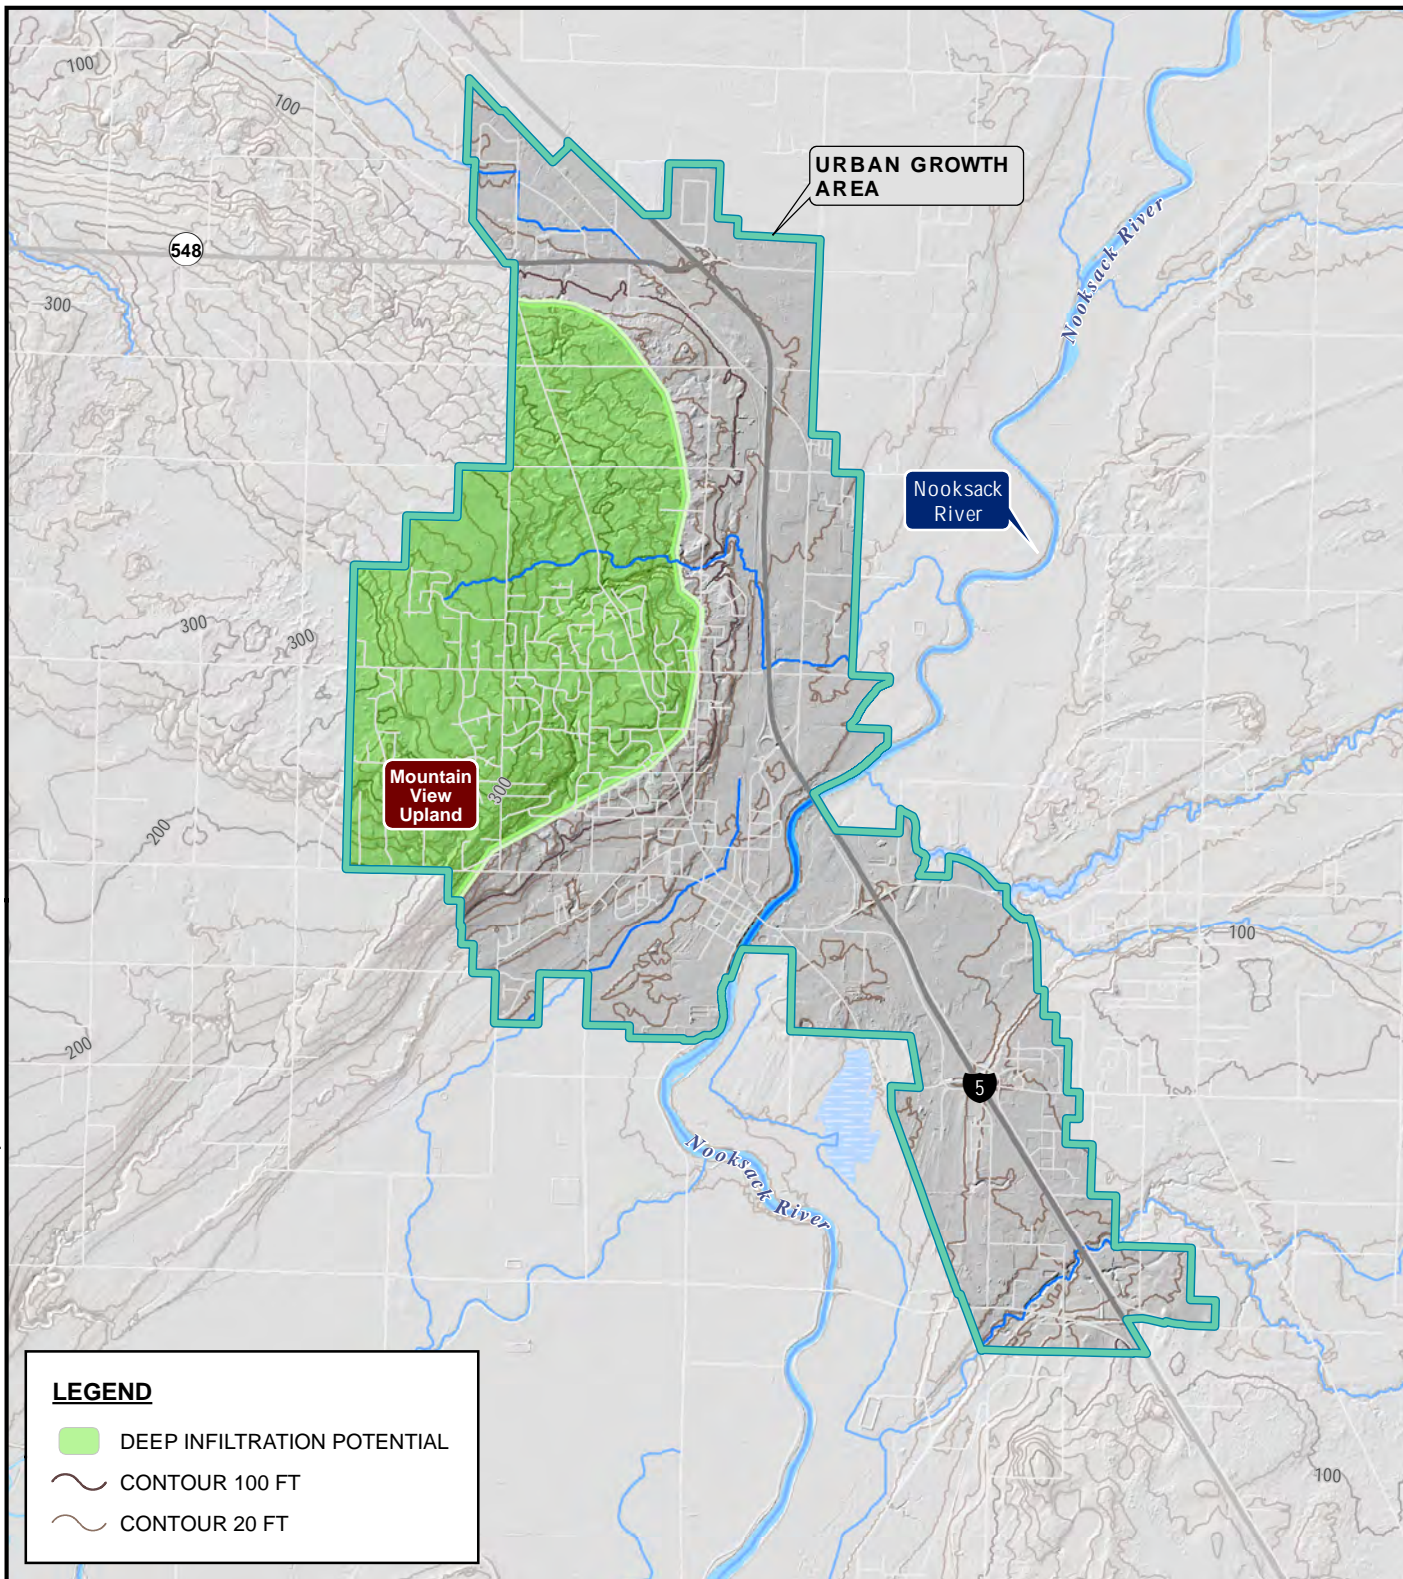 100
100
URBAN GROWTH
AREA
548
Nooksack River
300
Nooksack
River
300
300
Mountain
View
Upland
300
200
100
200
5
Nooksack River
LEGEND
DEEP INFILTRATION POTENTIAL
CONTOUR 100 FT
CONTOUR 20 FT
100